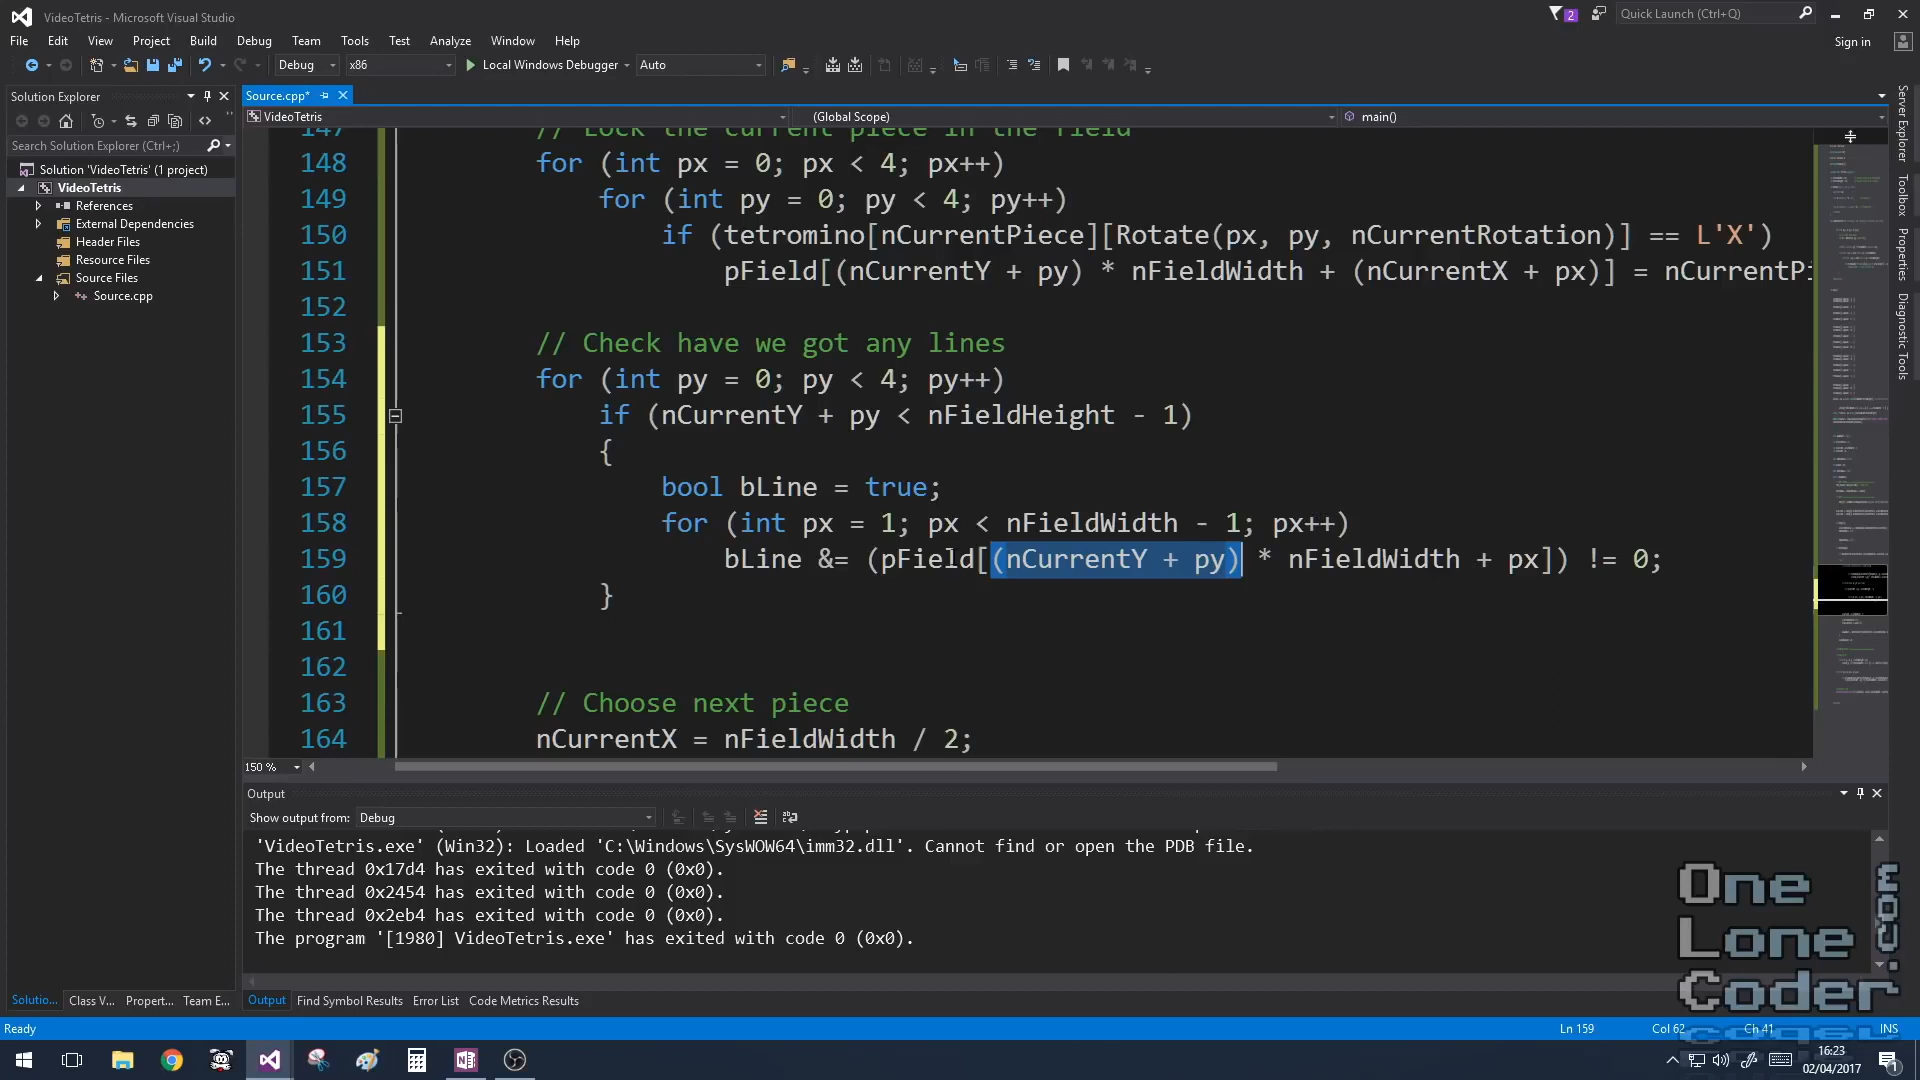 VideoTetris - Microsoft Visual Studio
2
Quick Launch (Ctrl+Q)
File Edit View Project Build Debug Team Tools Test Analyze Window Help
Sign in
Debug x86 Local Windows Debugger Auto
Solution Explorer
Source.cpp*
VideoTetris (Global Scope) main()
Search Solution Explorer (Ctrl+;)
Solution 'VideoTetris' (1 project)
VideoTetris
References
External Dependencies
Header Files
Resource Files
Source Files
Source.cpp
147 // Lock the current piece in the field
148 for (int px = 0; px < 4; px++)
149 for (int py = 0; py < 4; py++)
150 if (tetromino[nCurrentPiece][Rotate(px, py, nCurrentRotation)] == L'X')
151 pField[(nCurrentY + py) * nFieldWidth + (nCurrentX + px)] = nCurrentPi
152
153 // Check have we got any lines
154 for (int py = 0; py < 4; py++)
155 if (nCurrentY + py < nFieldHeight - 1)
156 {
157 bool bLine = true;
158 for (int px = 1; px < nFieldWidth - 1; px++)
159 bLine &= (pField[(nCurrentY + py) * nFieldWidth + px]) != 0;
160 }
161
162
163 // Choose next piece
164 nCurrentX = nFieldWidth / 2;
Server Explorer
Toolbox
Properties
Diagnostic Tools
150 %
Output
Show output from: Debug
'VideoTetris.exe' (Win32): Loaded 'C:\Windows\SysWOW64\imm32.dll'. Cannot find or open the PDB file.
The thread 0x17d4 has exited with code 0 (0x0).
The thread 0x2454 has exited with code 0 (0x0).
The thread 0x2eb4 has exited with code 0 (0x0).
The program '[1980] VideoTetris.exe' has exited with code 0 (0x0).
Solutio... Class V... Propert... Team E...
Output Find Symbol Results Error List Code Metrics Results
One
Lone
Coder
Ready Ln 159 Col 62 Ch 41 INS
16:23
02/04/2017
1